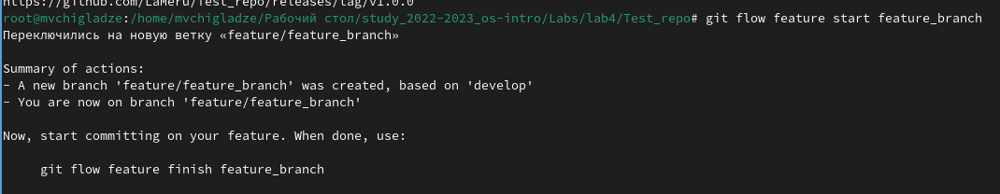 https://github.com/LaMeru/Test_repo/releases/tag/v1.0.0
root@mvchigladze:/home/mvchigladze/Рабочий стол/study_2022-2023_os-intro/Labs/lab4/Test_repo# git flow feature start feature_branch
Переключились на новую ветку «feature/feature_branch»
Summary of actions:
- A new branch 'feature/feature_branch' was created, based on 'develop'
- You are now on branch 'feature/feature_branch'
Now, start committing on your feature. When done, use:
git flow feature finish feature_branch